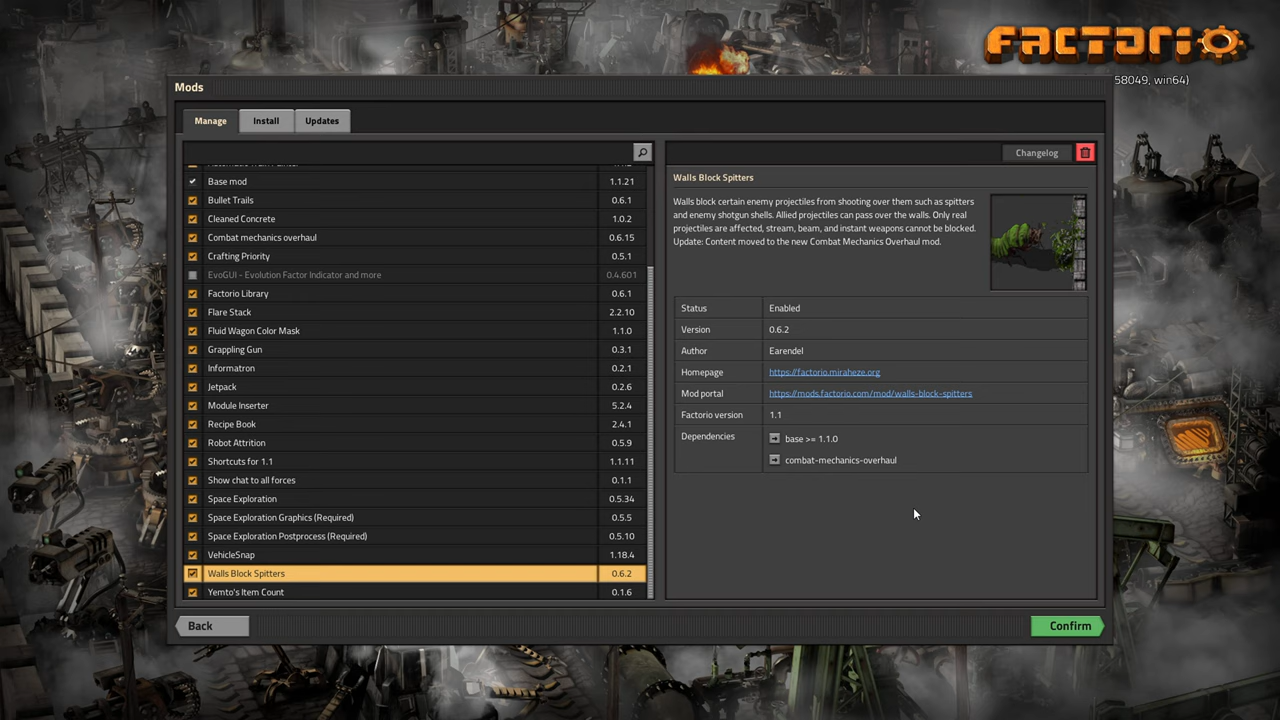 FACTORIO
58049, win64)
Mods
Manage
Install
Updates
Base mod 1.1.21
Bullet Trails 0.6.1
Cleaned Concrete 1.0.2
Combat mechanics overhaul 0.6.15
Crafting Priority 0.5.1
EvoGUI - Evolution Factor Indicator and more 0.4.601
Factorio Library 0.6.1
Flare Stack 2.2.10
Fluid Wagon Color Mask 1.1.0
Grappling Gun 0.3.1
Informatron 0.2.1
Jetpack 0.2.6
Module Inserter 5.2.4
Recipe Book 2.4.1
Robot Attrition 0.5.9
Shortcuts for 1.1 1.1.11
Show chat to all forces 0.1.1
Space Exploration 0.5.34
Space Exploration Graphics (Required) 0.5.5
Space Exploration Postprocess (Required) 0.5.10
VehicleSnap 1.18.4
Walls Block Spitters 0.6.2
Yemto's Item Count 0.1.6
Changelog
Walls Block Spitters
Walls block certain enemy projectiles from shooting over them such as spitters
and enemy shotgun shells. Allied projectiles can pass over the walls. Only real
projectiles are affected, stream, beam, and instant weapons cannot be blocked.
Update: Content moved to the new Combat Mechanics Overhaul mod.
Status Enabled
Version 0.6.2
Author Earendel
Homepage https://factorio.miraheze.org
Mod portal https://mods.factorio.com/mod/walls-block-spitters
Factorio version 1.1
Dependencies base >= 1.1.0
combat-mechanics-overhaul
Back
Confirm